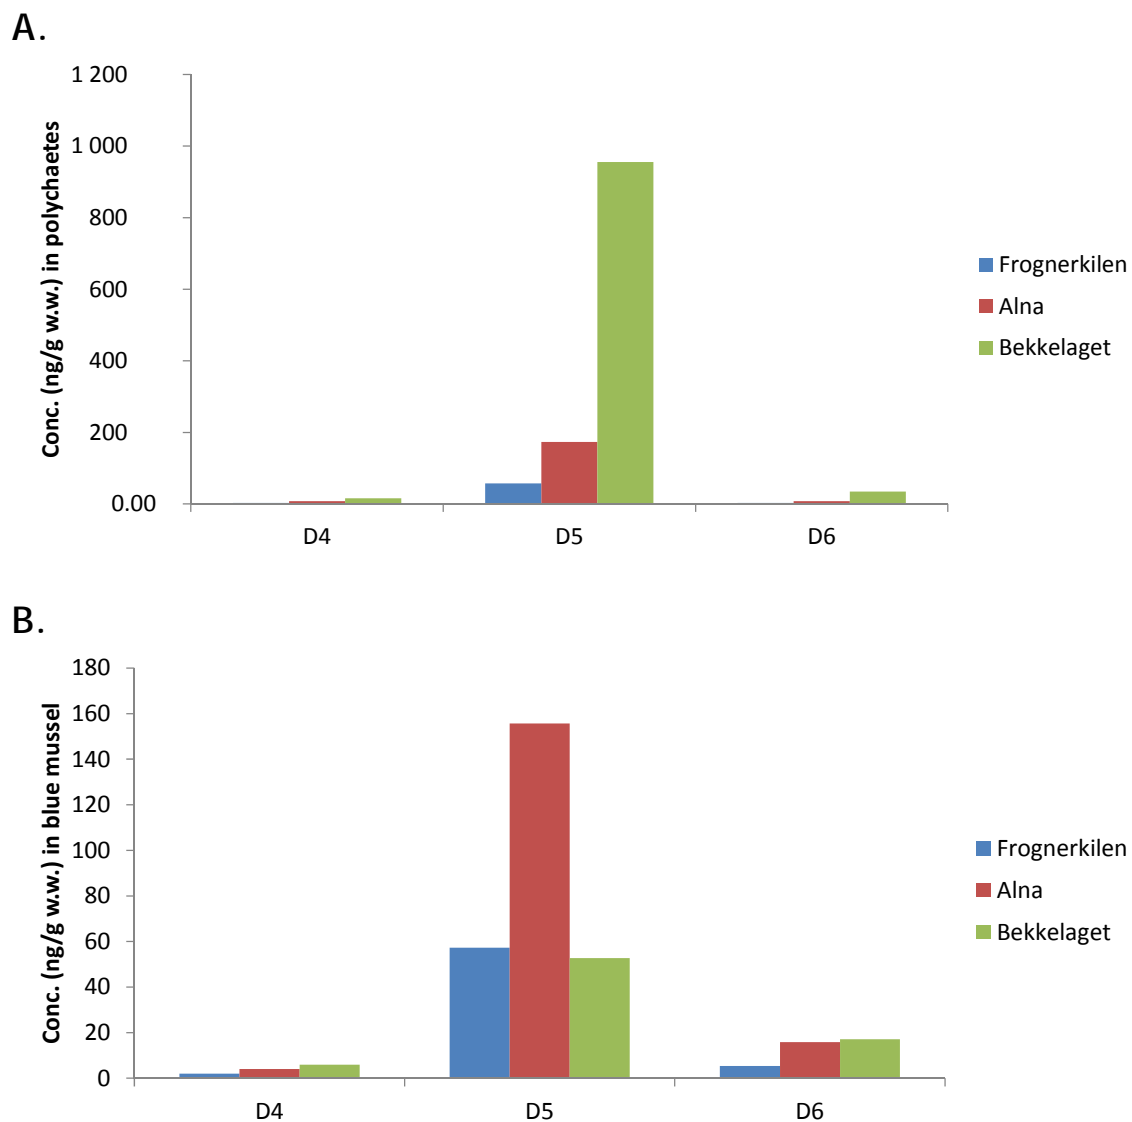 A.
Conc. (ng/g w.w.) in polychaetes
1 200
1 000
800
600
400
200
0.00
D4
D5
D6
Frognerkilen
Alna
Bekkelaget
B.
Conc. (ng/g w.w.) in blue mussel
180
160
140
120
100
80
60
40
20
0
D4
D5
D6
Frognerkilen
Alna
Bekkelaget